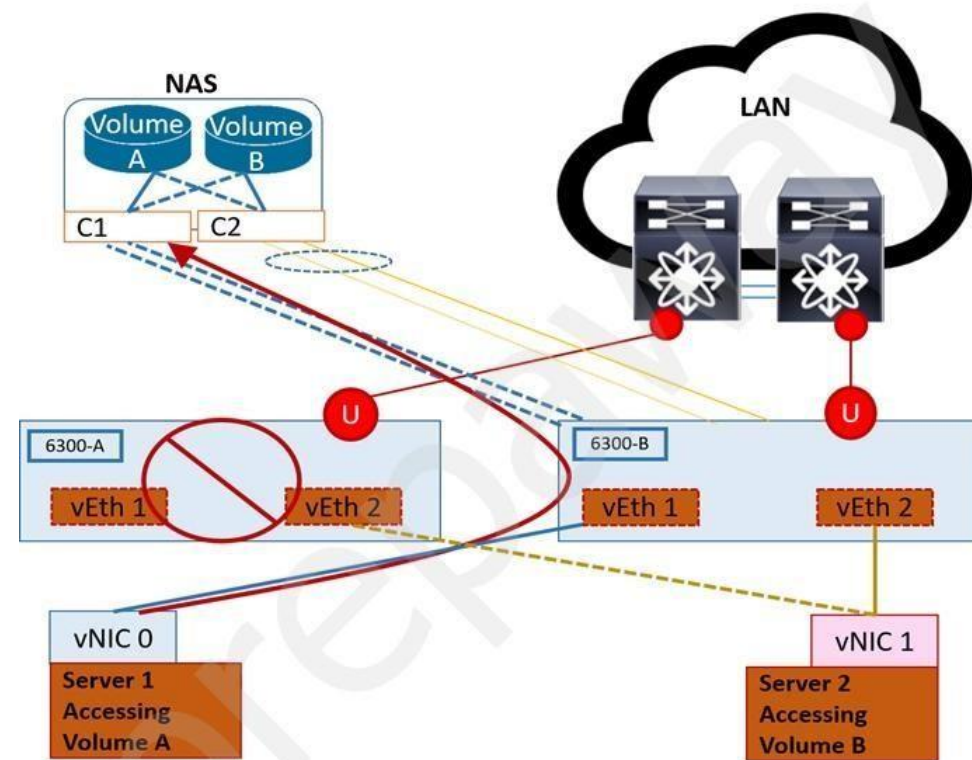 NAS
LAN
Volume
A
Volume
B
C1
C2
U
U
6300-A
6300-B
vEth 1
vEth 2
vEth 1
vEth 2
vNIC 0
vNIC 1
Server 1
Accessing
Volume A
Server 2
Accessing
Volume B
prepaway